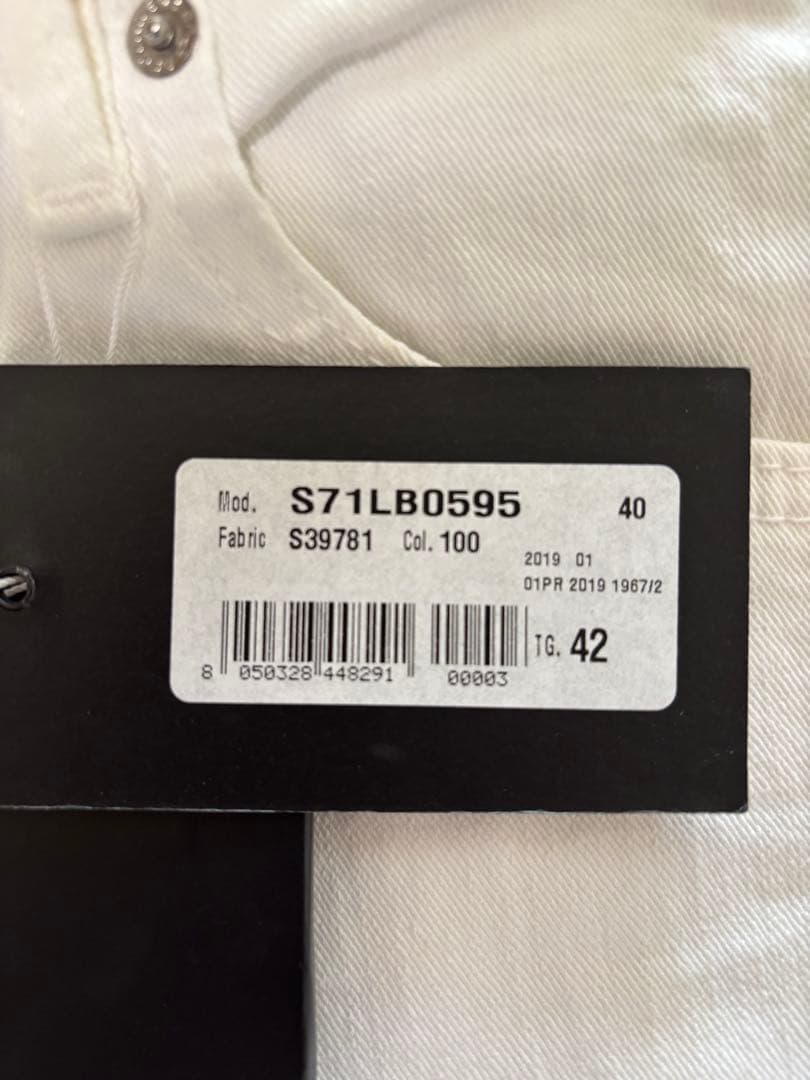 Mod. S71LB0595 40
Fabric S39781 Col. 100
2019 01
01PR 2019 1967/2
TG. 42
8 050328 448291 00003